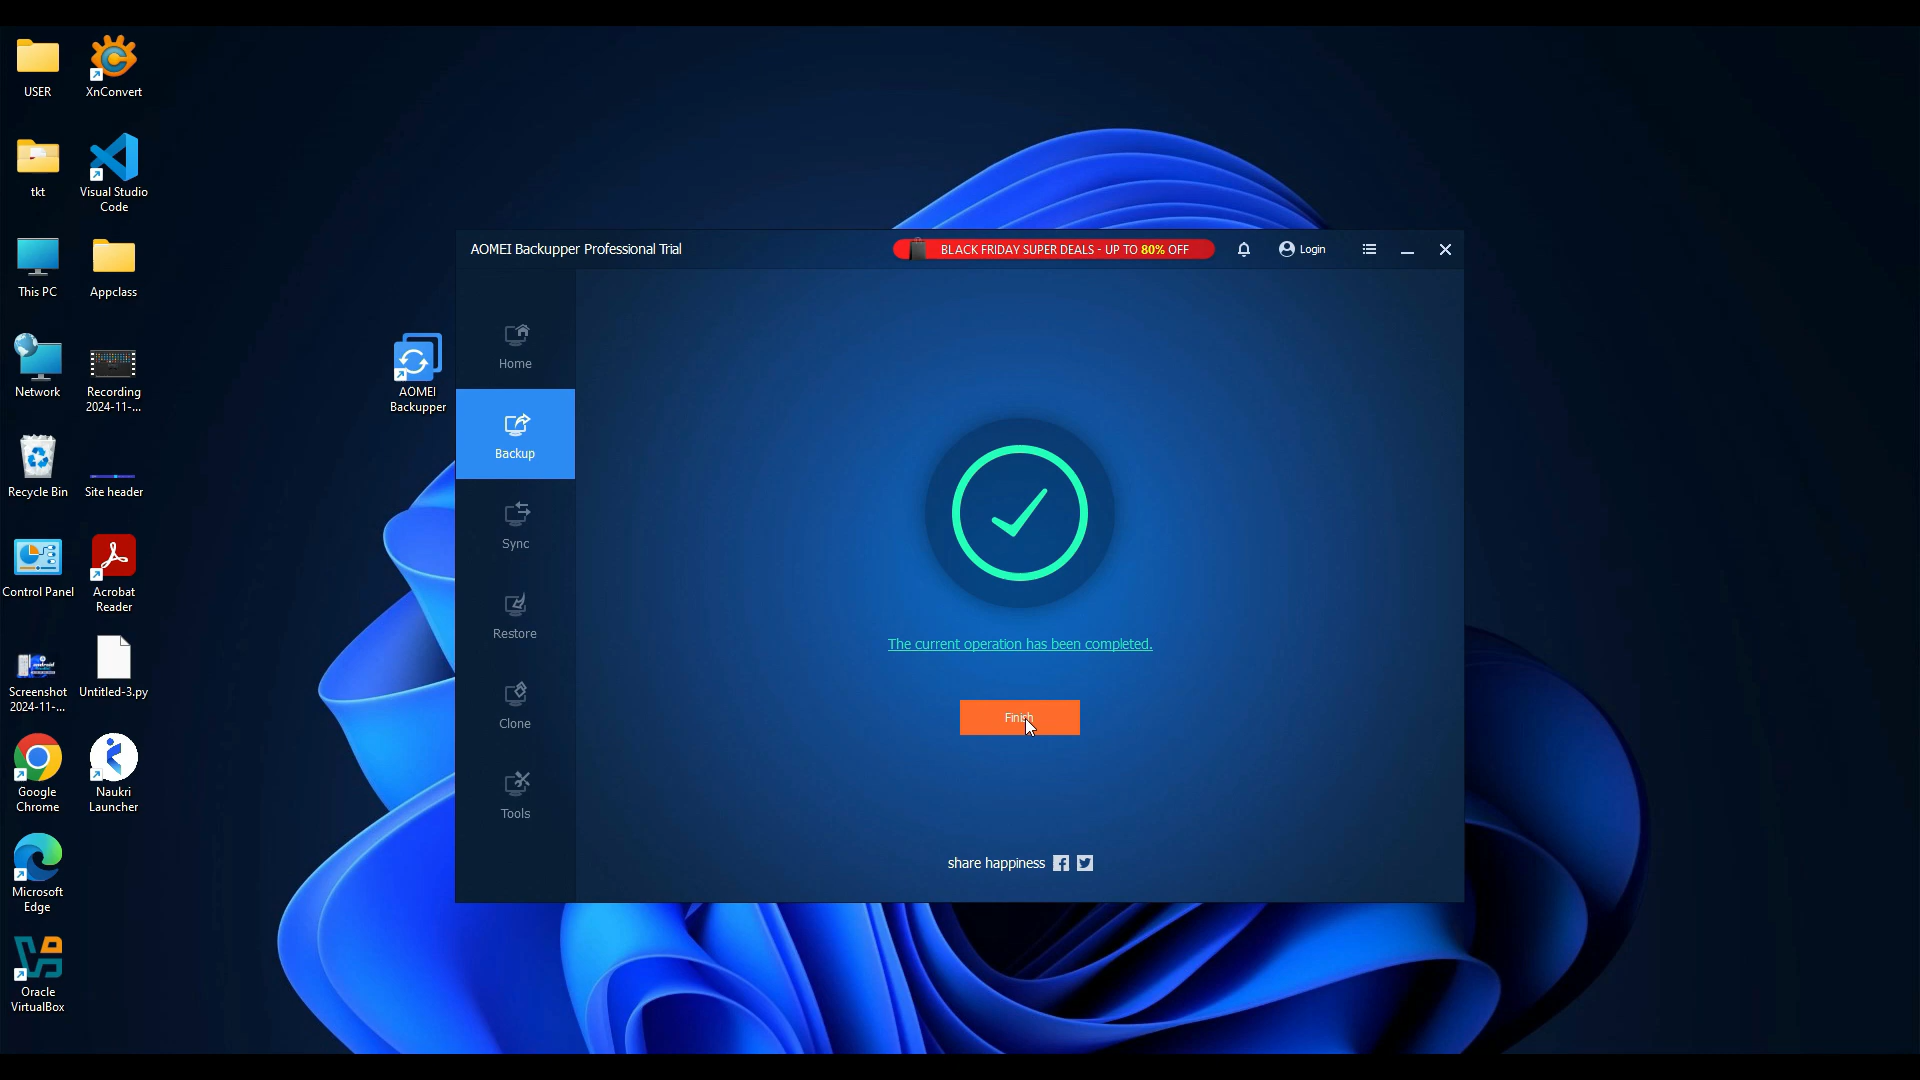 USER
XnConvert
tkt
Visual Studio
Code
This PC
Appclass
Network
Recording
2024-11-...
AOMEI
Backupper
Recycle Bin
Site header
Control Panel
Acrobat
Reader
Screenshot
2024-11-...
Untitled-3.py
Google
Chrome
Naukri
Launcher
Microsoft
Edge
Oracle
VirtualBox
AOMEI Backupper Professional Trial
BLACK FRIDAY SUPER DEALS - UP TO 80% OFF
Login
Home
Backup
Sync
Restore
Clone
Tools
The current operation has been completed.
Finish
share happiness